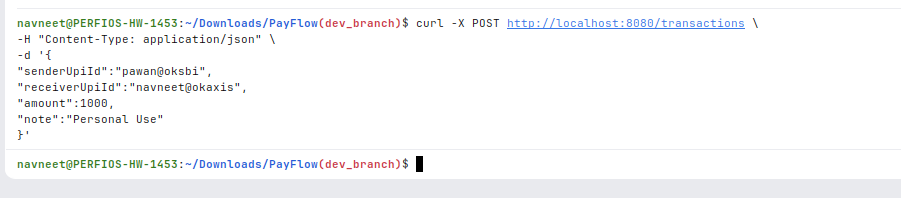 navneet@PERFIOS-HW-1453:~/Downloads/PayFlow(dev_branch)$ curl -X POST http://localhost:8080/transactions \
-H "Content-Type: application/json" \
-d '{
"senderUpiId":"pawan@oksbi",
"receiverUpiId":"navneet@okaxis",
"amount":1000,
"note":"Personal Use"
}'
navneet@PERFIOS-HW-1453:~/Downloads/PayFlow(dev_branch)$